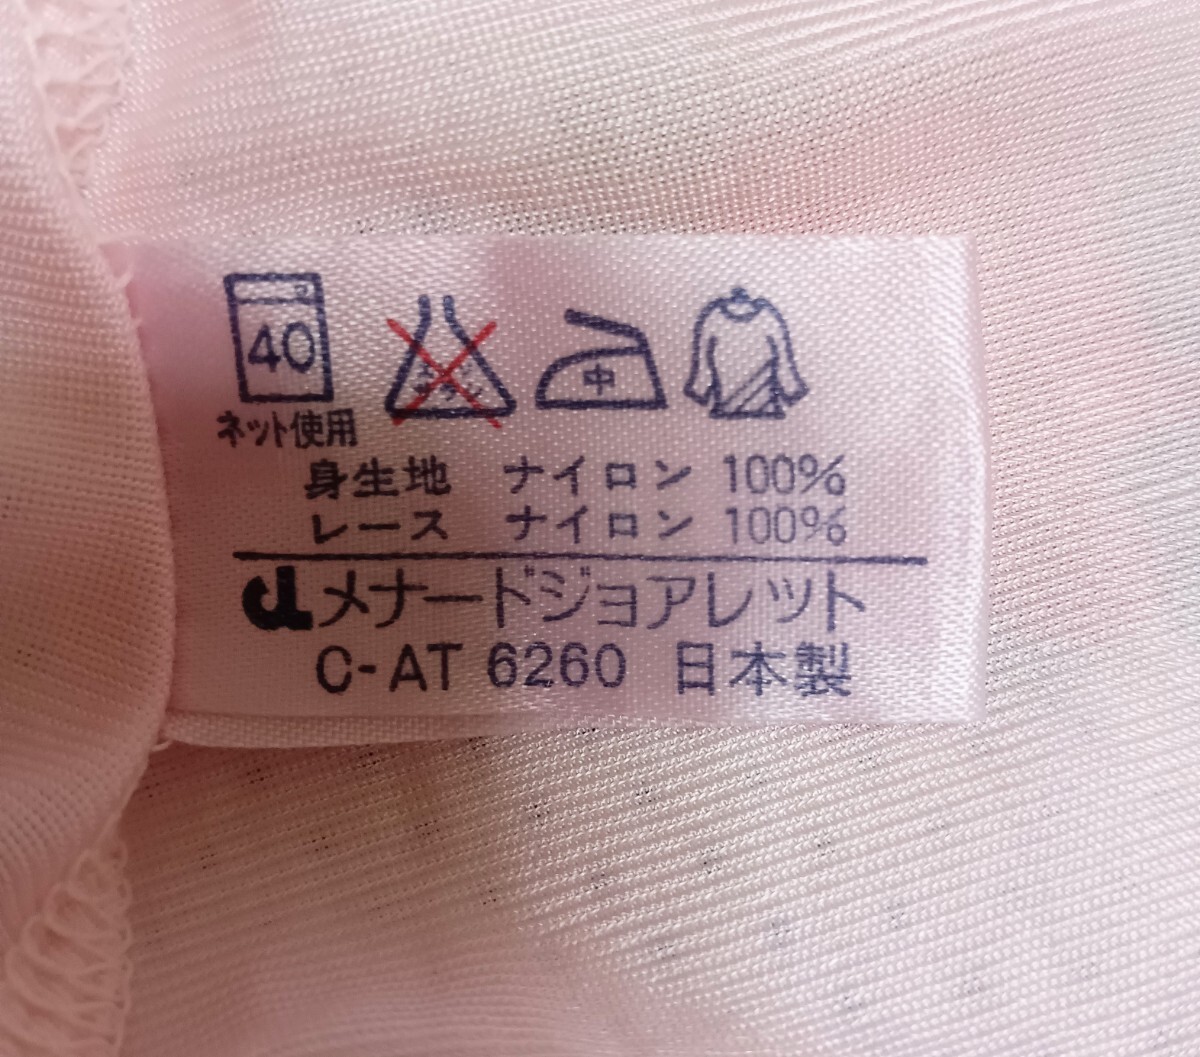 40
ネット使用
中
身生地 ナイロン 100%
レース ナイロン 100%
メナードジョアレット
C-AT 6260 日本製